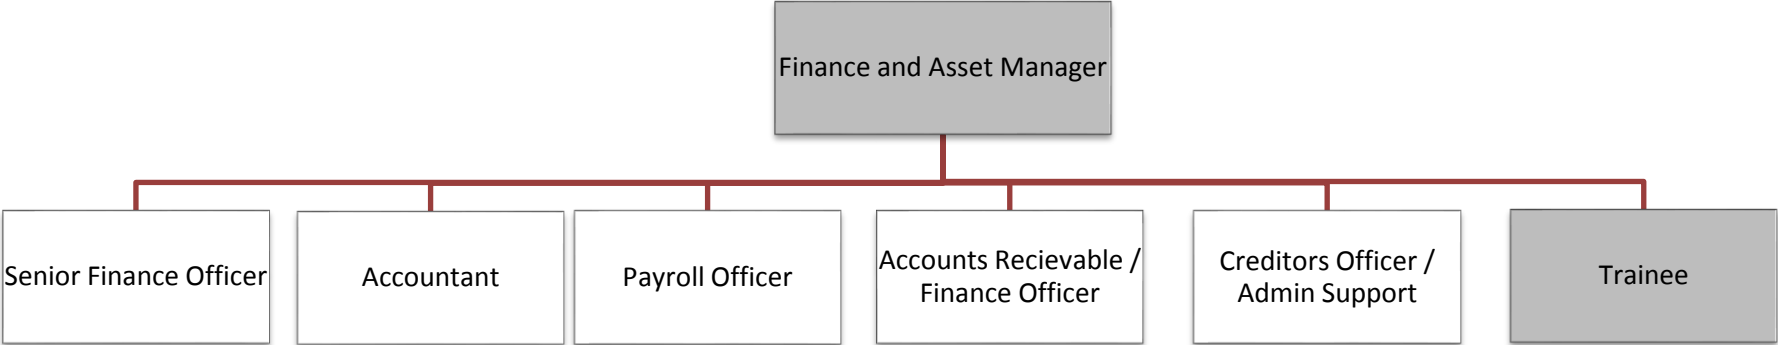 Finance and Asset Manager
Senior Finance Officer
Accountant
Payroll Officer
Accounts Recievable /
Finance Officer
Creditors Officer /
Admin Support
Trainee